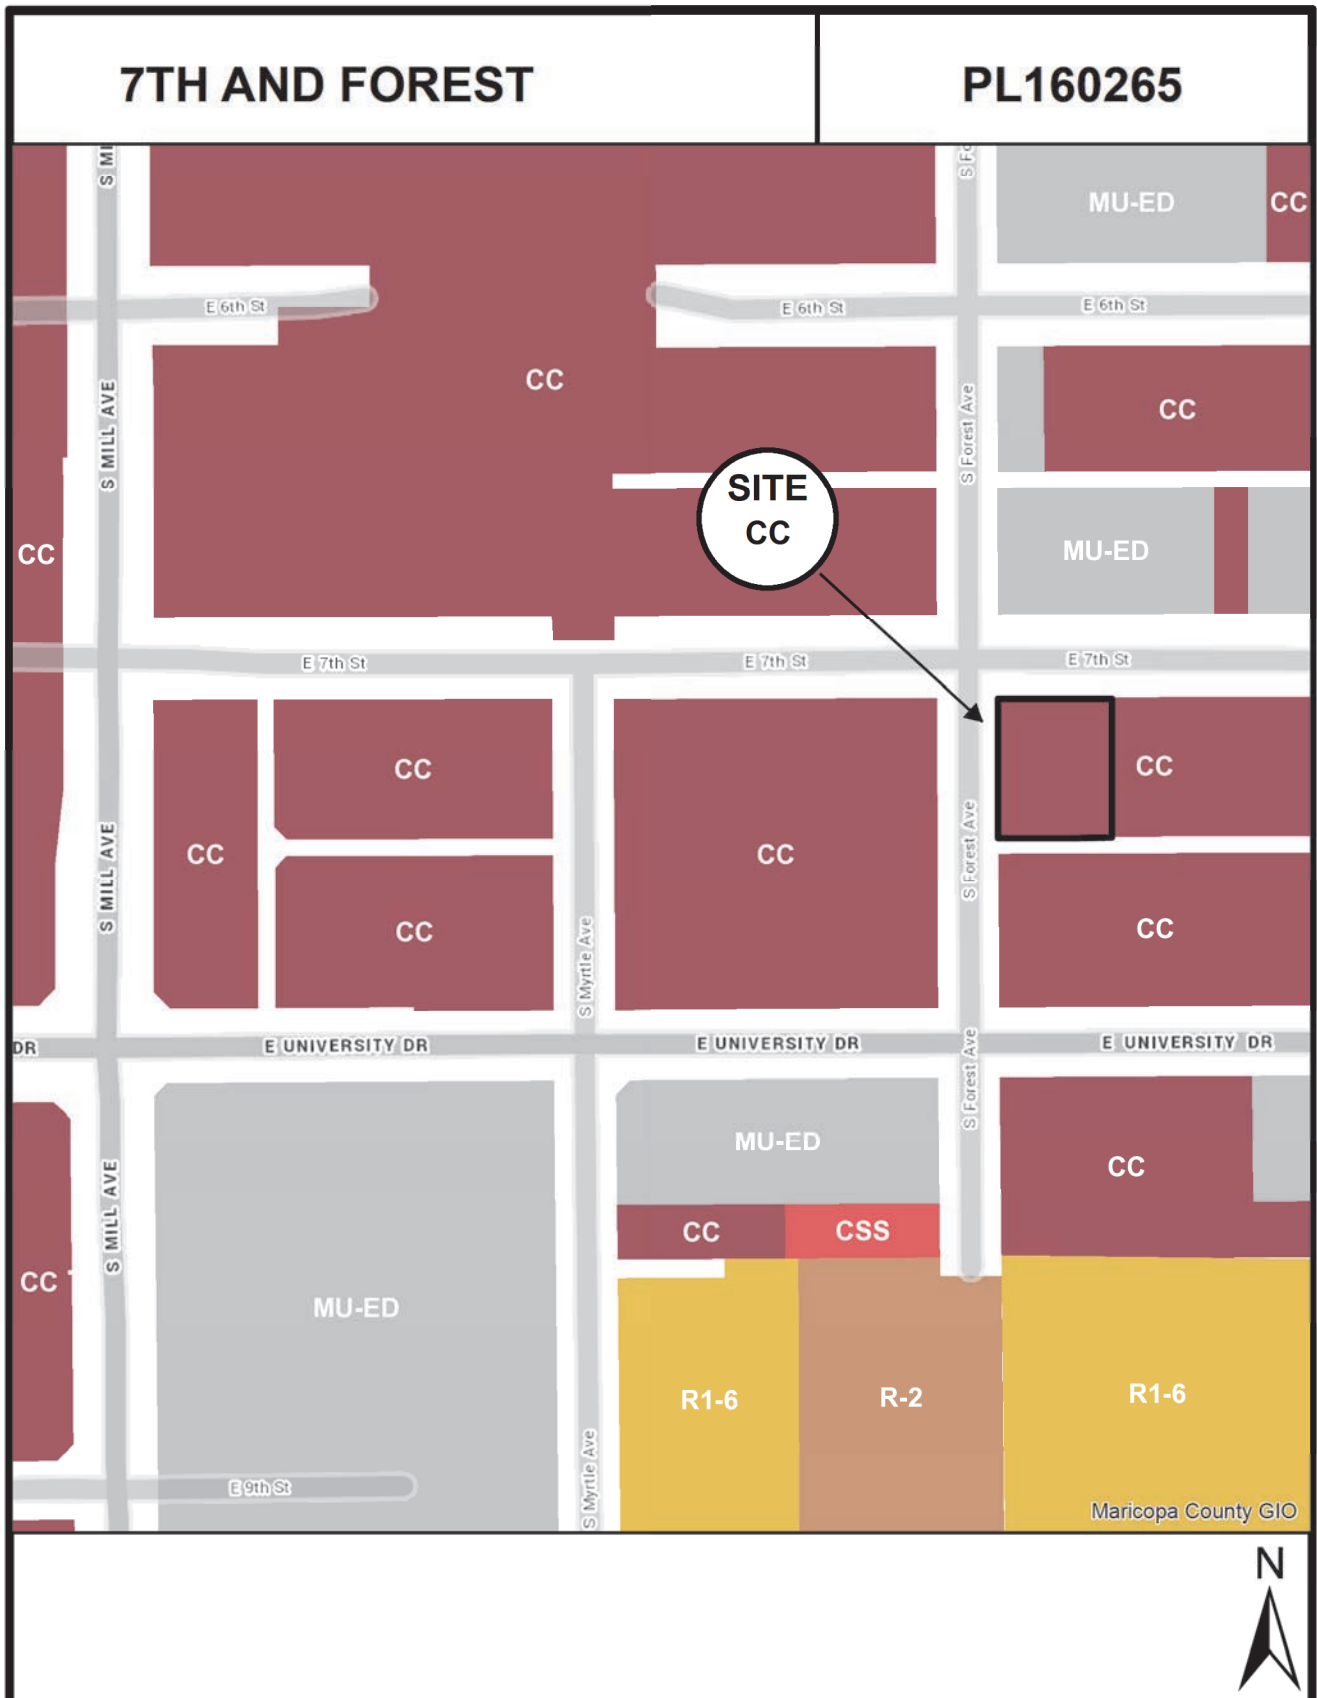 7TH AND FOREST
PL160265
S MI
S Fo
MU-ED
CC
E 6th St
E 6th St
E 6th St
CC
S MILL AVE
S Forest Ave
CC
SITE
CC
CC
MU-ED
E 7th St
E 7th St
E 7th St
CC
CC
S MILL AVE
CC
CC
S Forest Ave
CC
CC
S Myrtle Ave
DR
E UNIVERSITY DR
E UNIVERSITY DR
E UNIVERSITY DR
S Forest Ave
MU-ED
CC
S MILL AVE
CC
CSS
CC
MU-ED
R1-6
R-2
R1-6
E 9th St
S Myrtle Ave
Maricopa County GIO
N